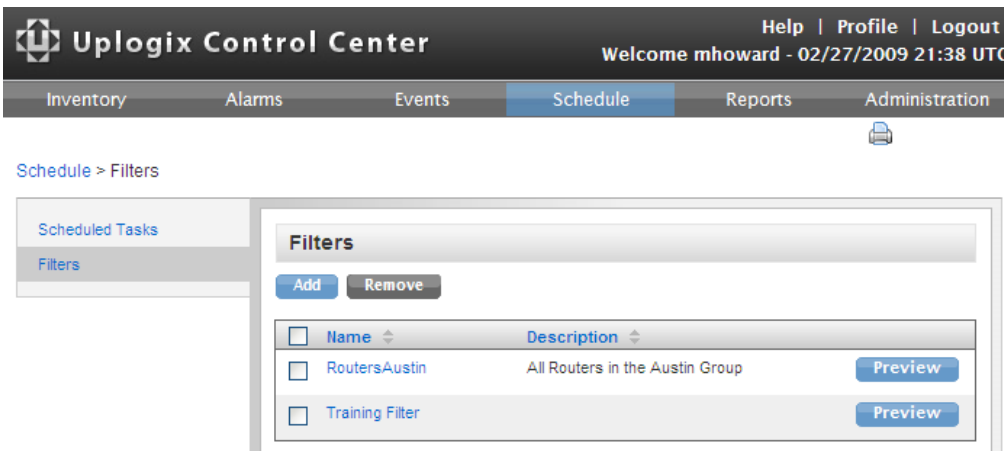 Uplogix Control Center
Help | Profile | Logout
Welcome mhoward - 02/27/2009 21:38 UTC
Inventory Alarms Events Schedule Reports Administration
Schedule > Filters
Scheduled Tasks
Filters
Filters
Add Remove
Name Description
RoutersAustin All Routers in the Austin Group Preview
Training Filter Preview